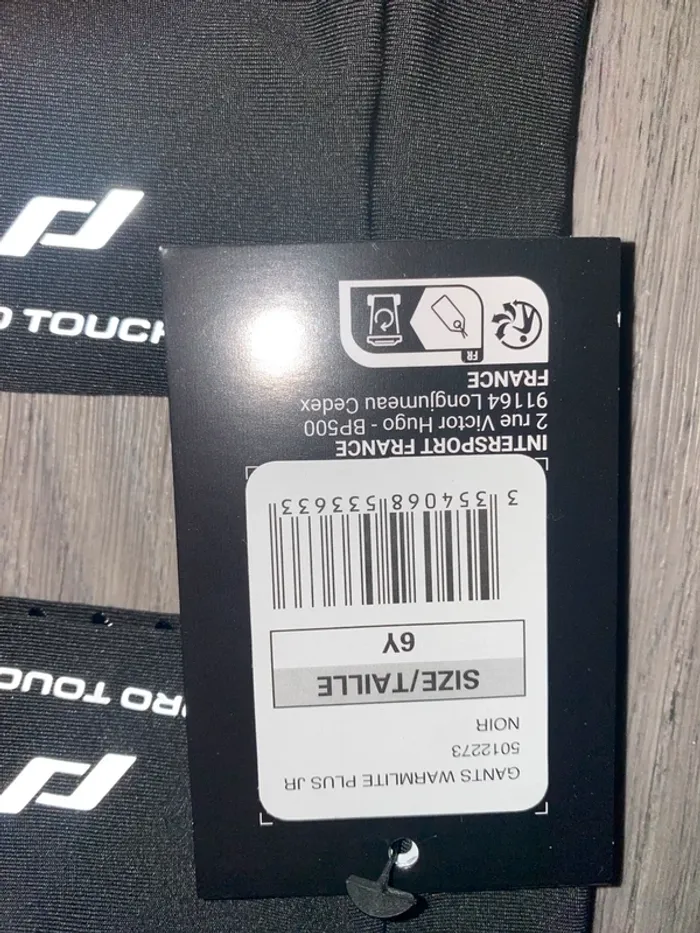 O TOUCH
GANTS WARMLITE PLUS JR
5012273
NOIR
SIZE/TAILLE
6Y
3 354068 533633
INTERSPORT FRANCE
2 rue Victor Hugo - BP500
91164 Longjumeau Cedex
FRANCE
FR
PRO TOUC